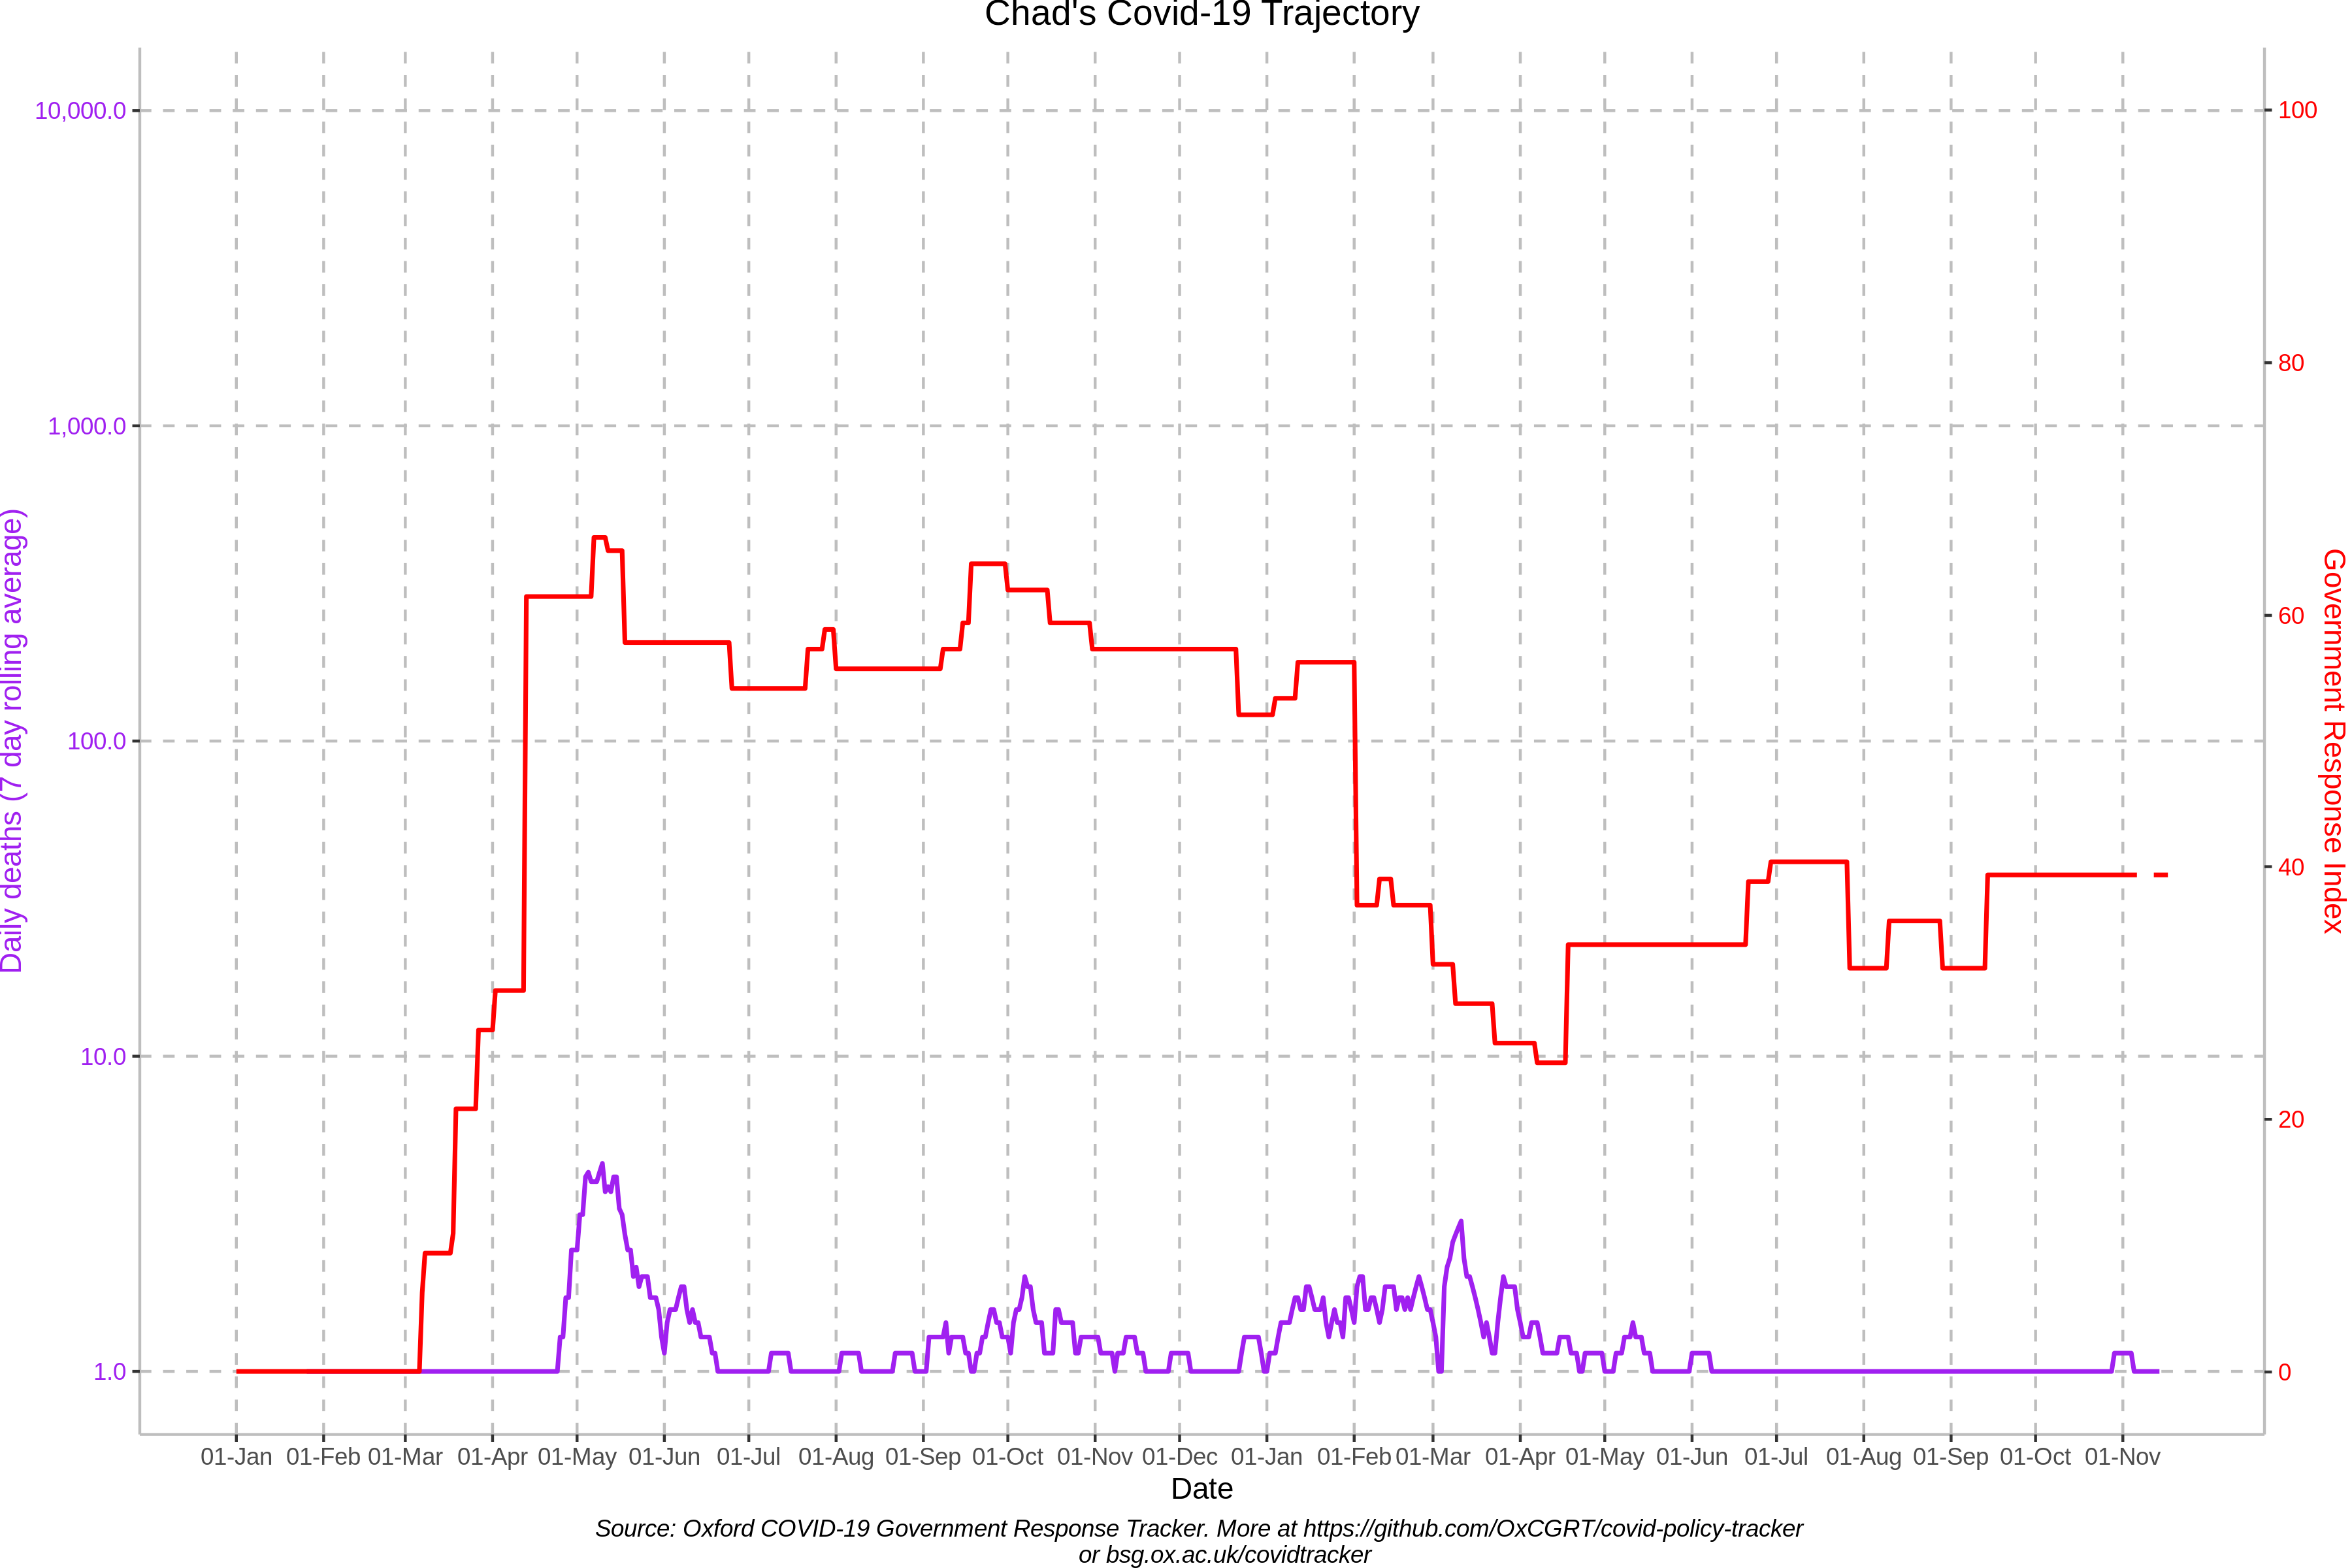 Chad's Covid-19 Trajectory
10,000.0
1,000.0
100.0
10.0
1.0
Daily deaths (7 day rolling average)
100
80
60
40
20
0
Government Response Index
01-Jan 01-Feb 01-Mar 01-Apr 01-May 01-Jun 01-Jul 01-Aug 01-Sep 01-Oct 01-Nov 01-Dec 01-Jan 01-Feb 01-Mar 01-Apr 01-May 01-Jun 01-Jul 01-Aug 01-Sep 01-Oct 01-Nov
Date
Source: Oxford COVID-19 Government Response Tracker. More at https://github.com/OxCGRT/covid-policy-tracker
or bsg.ox.ac.uk/covidtracker